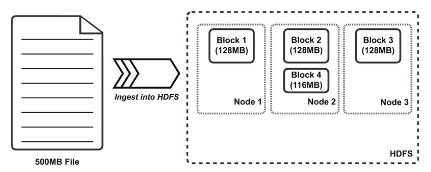 500MB File
Ingest into HDFS
Block 1
(128MB)
Node 1
Block 2
(128MB)
Block 4
(116MB)
Node 2
Block 3
(128MB)
Node 3
HDFS